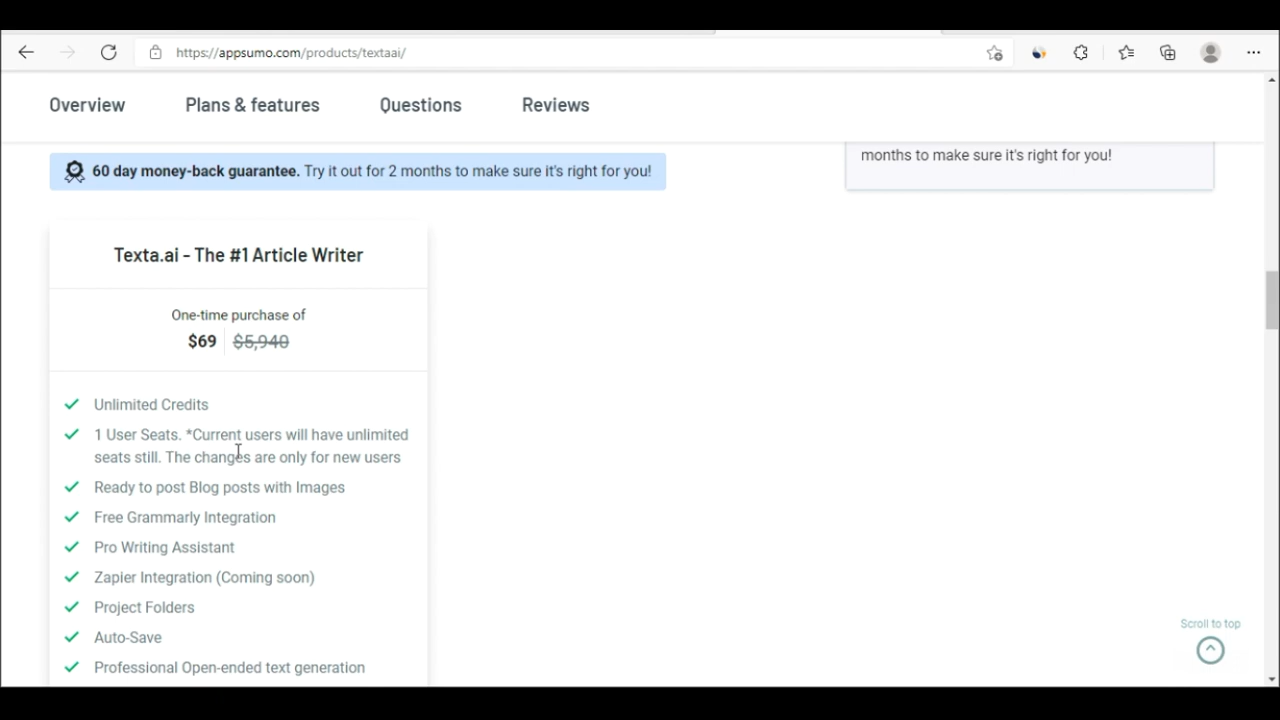 https://appsumo.com/products/textaai/
Overview
Plans & features
Questions
Reviews
60 day money-back guarantee. Try it out for 2 months to make sure it's right for you!
months to make sure it's right for you!
Texta.ai - The #1 Article Writer
One-time purchase of
$69 $5,940
Unlimited Credits
1 User Seats. *Current users will have unlimited
seats still. The changes are only for new users
Ready to post Blog posts with Images
Free Grammarly Integration
Pro Writing Assistant
Zapier Integration (Coming soon)
Project Folders
Auto-Save
Professional Open-ended text generation
Scroll to top